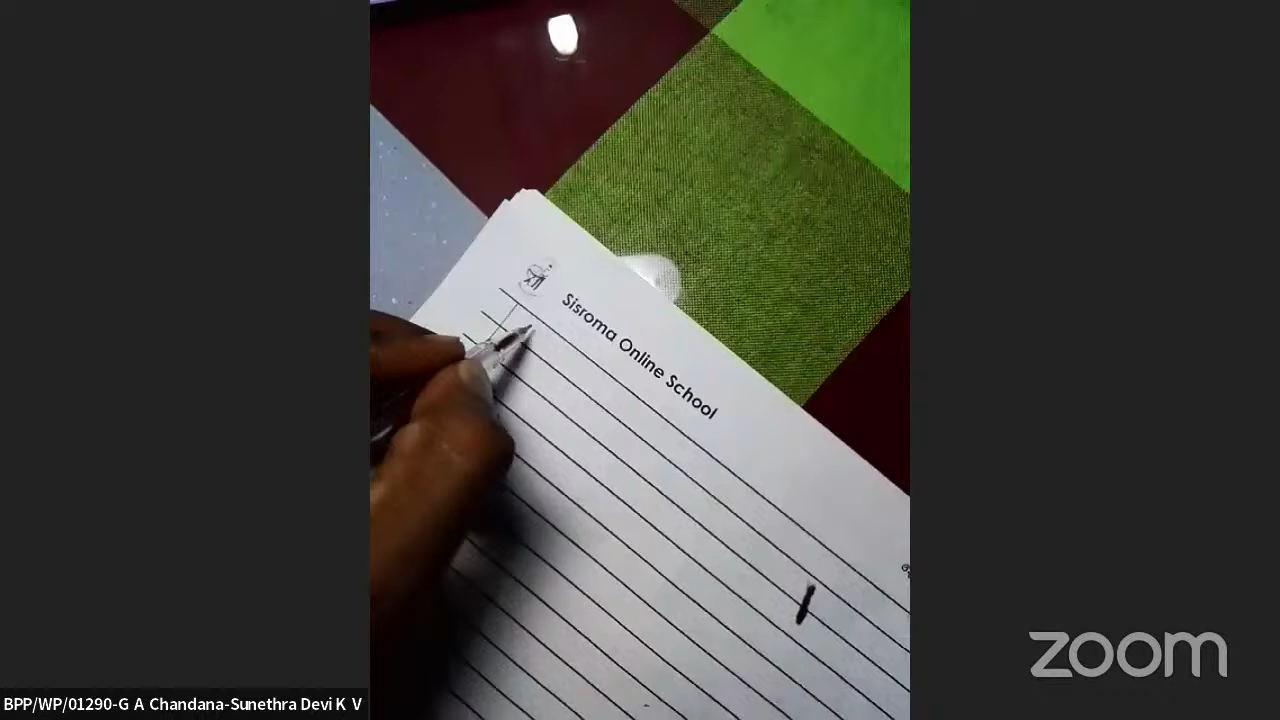 Sisroma Online School
zoom
BPP/WP/01290-G A Chandana-Sunethra Devi K V